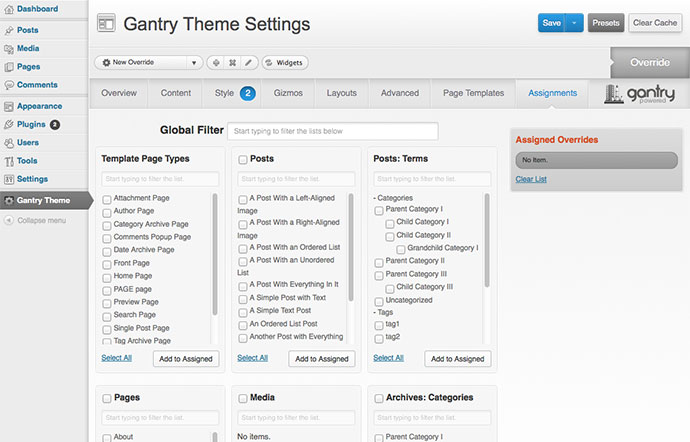 Dashboard
Posts
Media
Pages
Comments
Appearance
Plugins 2
Users
Tools
Settings
Gantry Theme
Collapse menu
Gantry Theme Settings
Save
Presets
Clear Cache
New Override
Widgets
Override
Overview
Content
Style 2
Gizmos
Layouts
Advanced
Page Templates
Assignments
gantry
powered
Global Filter
Start typing to filter the lists below
Template Page Types
Start typing to filter the list.
Attachment Page
Author Page
Category Archive Page
Comments Popup Page
Date Archive Page
Front Page
Home Page
PAGE page
Preview Page
Search Page
Single Post Page
Tag Archive Page
Select All
Add to Assigned
Posts
Start typing to filter the list.
A Post With a Left-Aligned
Image
A Post With a Right-Aligned
Image
A Post With an Ordered List
A Post With an Unordered
List
A Post With Everything In It
A Simple Post with Text
A Simple Text Post
An Ordered List Post
Another Post with Everything
Select All
Add to Assigned
Posts: Terms
Start typing to filter the list.
- Categories
Parent Category I
Child Category I
Child Category II
Grandchild Category I
Parent Category II
Parent Category III
Child Category III
Uncategorized
- Tags
tag1
tag2
Select All
Add to Assigned
Assigned Overrides
No Item.
Clear List
Pages
Start typing to filter the list.
About
Media
Start typing to filter the list.
No items.
Archives: Categories
Start typing to filter the list.
Parent Category I